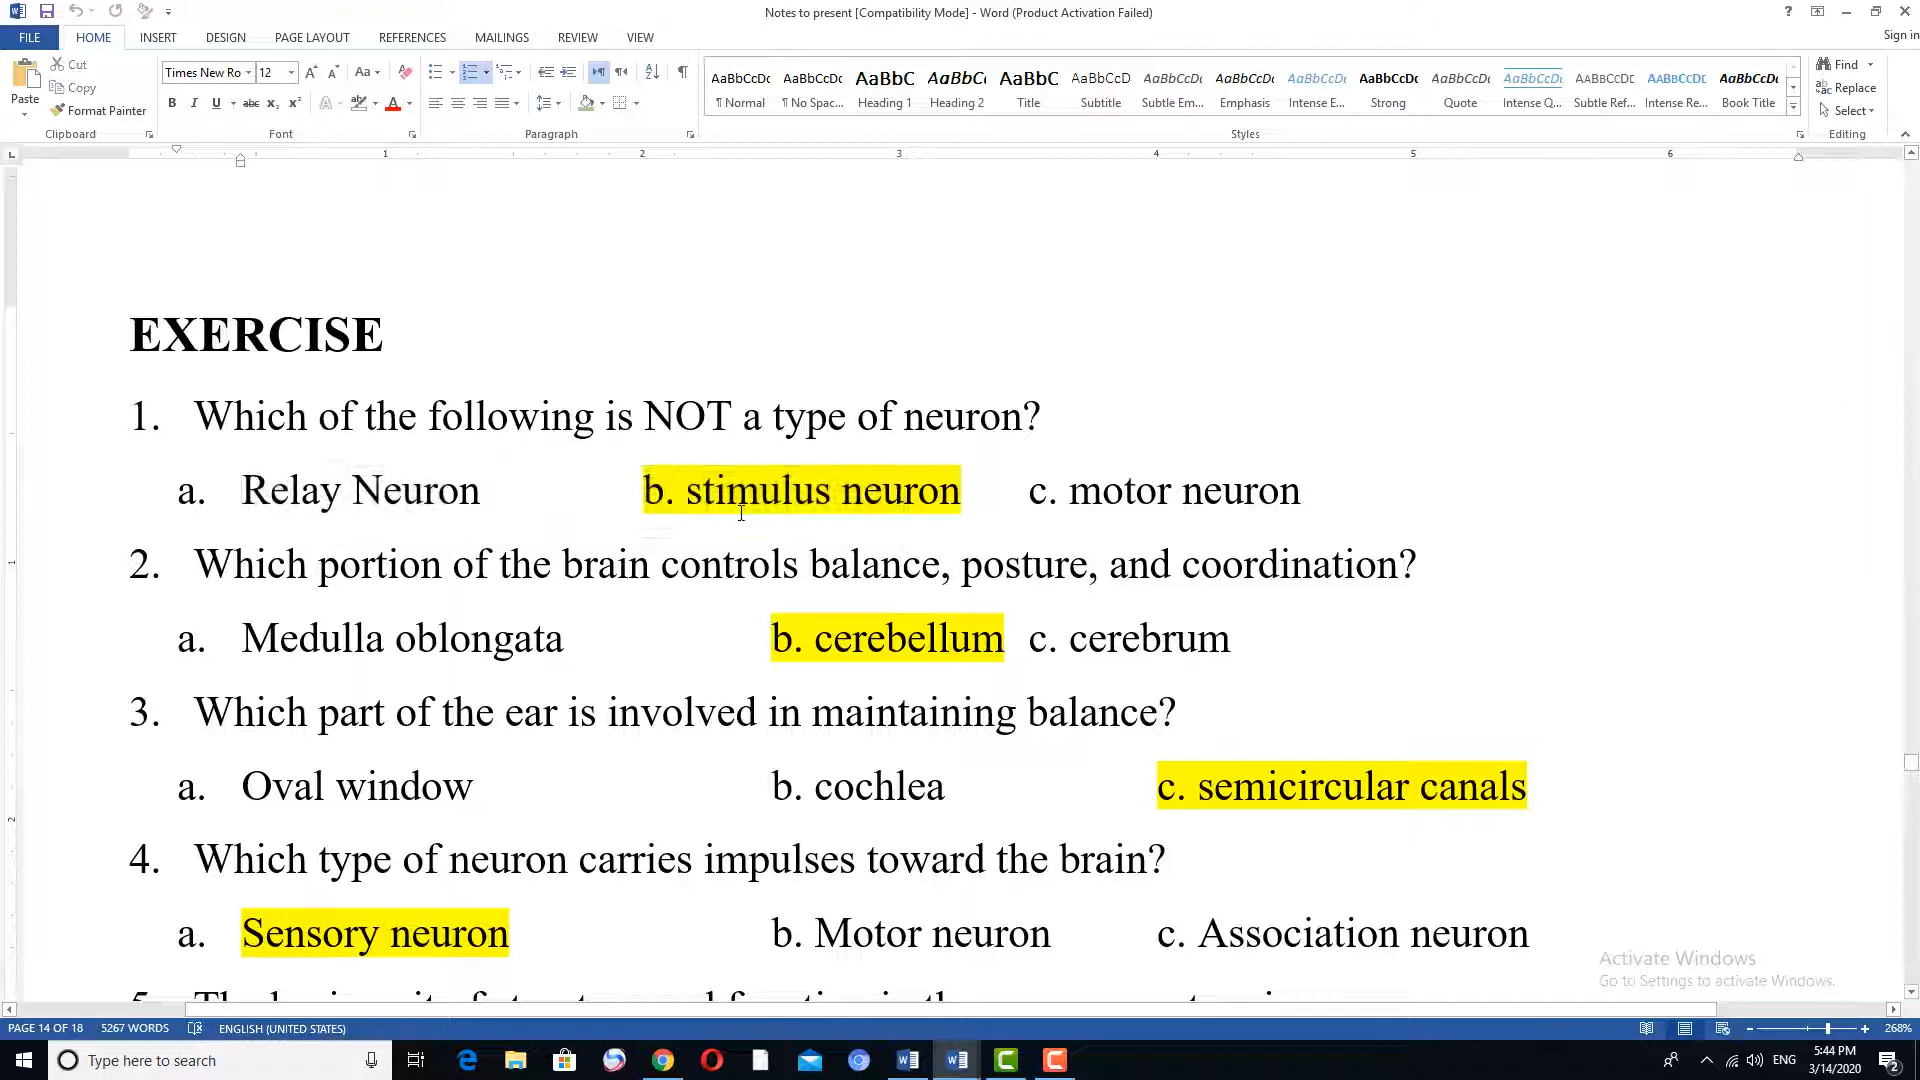 Notes to present [Compatibility Mode] - Word (Product Activation Failed)
FILE HOME INSERT DESIGN PAGE LAYOUT REFERENCES MAILINGS REVIEW VIEW Sign in
Paste
Cut
Copy
Format Painter
Clipboard
Times New Ro 12
Font
Paragraph
AaBbCcDc AaBbCcDc AaBbC AaBbCc AaBbC AaBbCcD AaBbCcDc AaBbCcDc AaBbCcDc AaBbCcDc AaBbCcDc AaBbCcDc AaBbCcDc AaBbCcDc AaBbCcDc
¶ Normal ¶ No Spac... Heading 1 Heading 2 Title Subtitle Subtle Em... Emphasis Intense E... Strong Quote Intense Q... Subtle Ref... Intense Re... Book Title
Styles
Find
Replace
Select
Editing
1 2 3 4 5 6
EXERCISE
1. Which of the following is NOT a type of neuron?
a. Relay Neuron b. stimulus neuron c. motor neuron
2. Which portion of the brain controls balance, posture, and coordination?
a. Medulla oblongata b. cerebellum c. cerebrum
3. Which part of the ear is involved in maintaining balance?
a. Oval window b. cochlea c. semicircular canals
4. Which type of neuron carries impulses toward the brain?
a. Sensory neuron b. Motor neuron c. Association neuron
Activate Windows
Go to Settings to activate Windows.
PAGE 14 OF 18 5267 WORDS ENGLISH (UNITED STATES) 268%
Type here to search
ENG
5:44 PM
3/14/2020
2